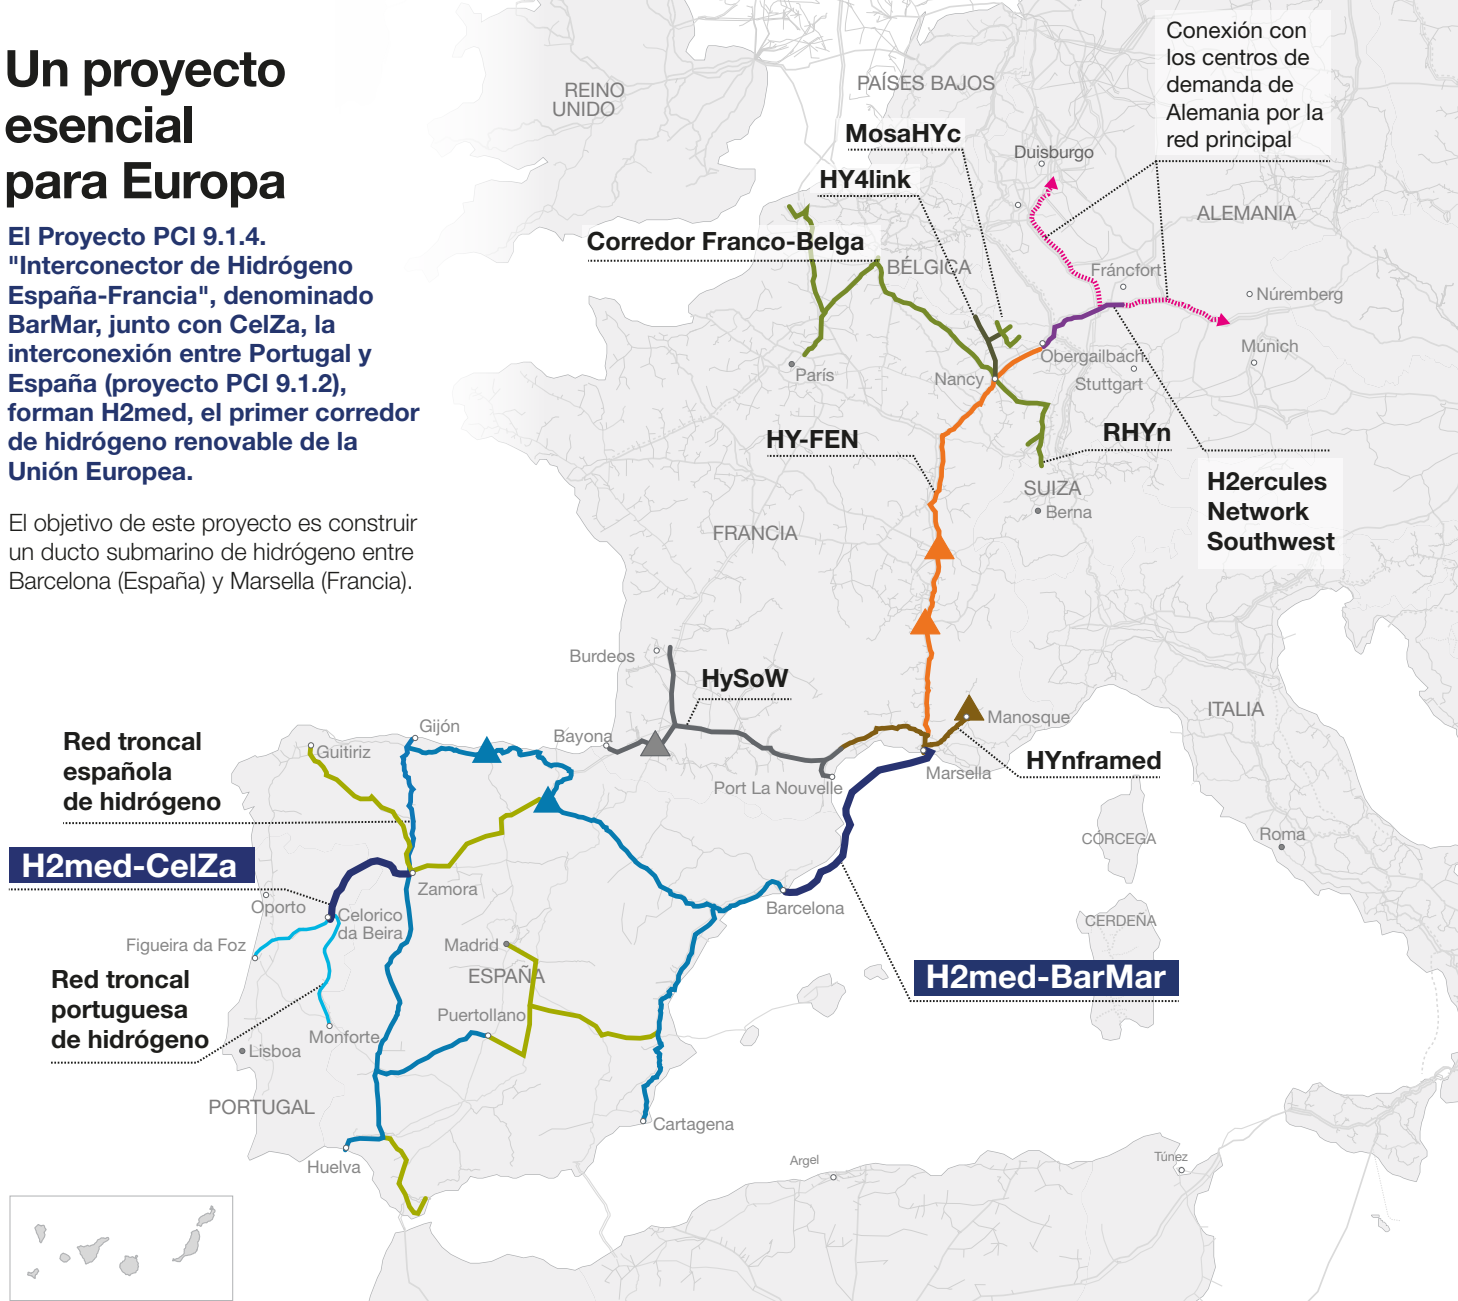 Un proyecto
esencial
para Europa
El Proyecto PCI 9.1.4.
"Interconector de Hidrógeno
España-Francia", denominado
BarMar, junto con CelZa, la
interconexión entre Portugal y
España (proyecto PCI 9.1.2),
forman H2med, el primer corredor
de hidrógeno renovable de la
Unión Europea.
El objetivo de este proyecto es construir
un ducto submarino de hidrógeno entre
Barcelona (España) y Marsella (Francia).
Conexión con
los centros de
demanda de
Alemania por la
red principal
REINO
UNIDO
PAÍSES BAJOS
MosaHYc
Duisburgo
HY4link
ALEMANIA
Corredor Franco-Belga
BÉLGICA
Fráncfort
Núremberg
Obergailbach
Múnich
París
Nancy
Stuttgart
HY-FEN
RHYn
SUIZA
Berna
H2ercules
Network
Southwest
FRANCIA
Burdeos
HySoW
Manosque
ITALIA
Gijón
Bayona
Guitiriz
Red troncal
española
de hidrógeno
Marsella
HYnframed
Port La Nouvelle
CÓRCEGA
Roma
H2med-CelZa
Zamora
Oporto
Celorico
da Beira
Barcelona
CERDEÑA
Figueira da Foz
Madrid
ESPAÑA
H2med-BarMar
Red troncal
portuguesa
de hidrógeno
Puertollano
Monforte
Lisboa
PORTUGAL
Cartagena
Huelva
Argel
Túnez